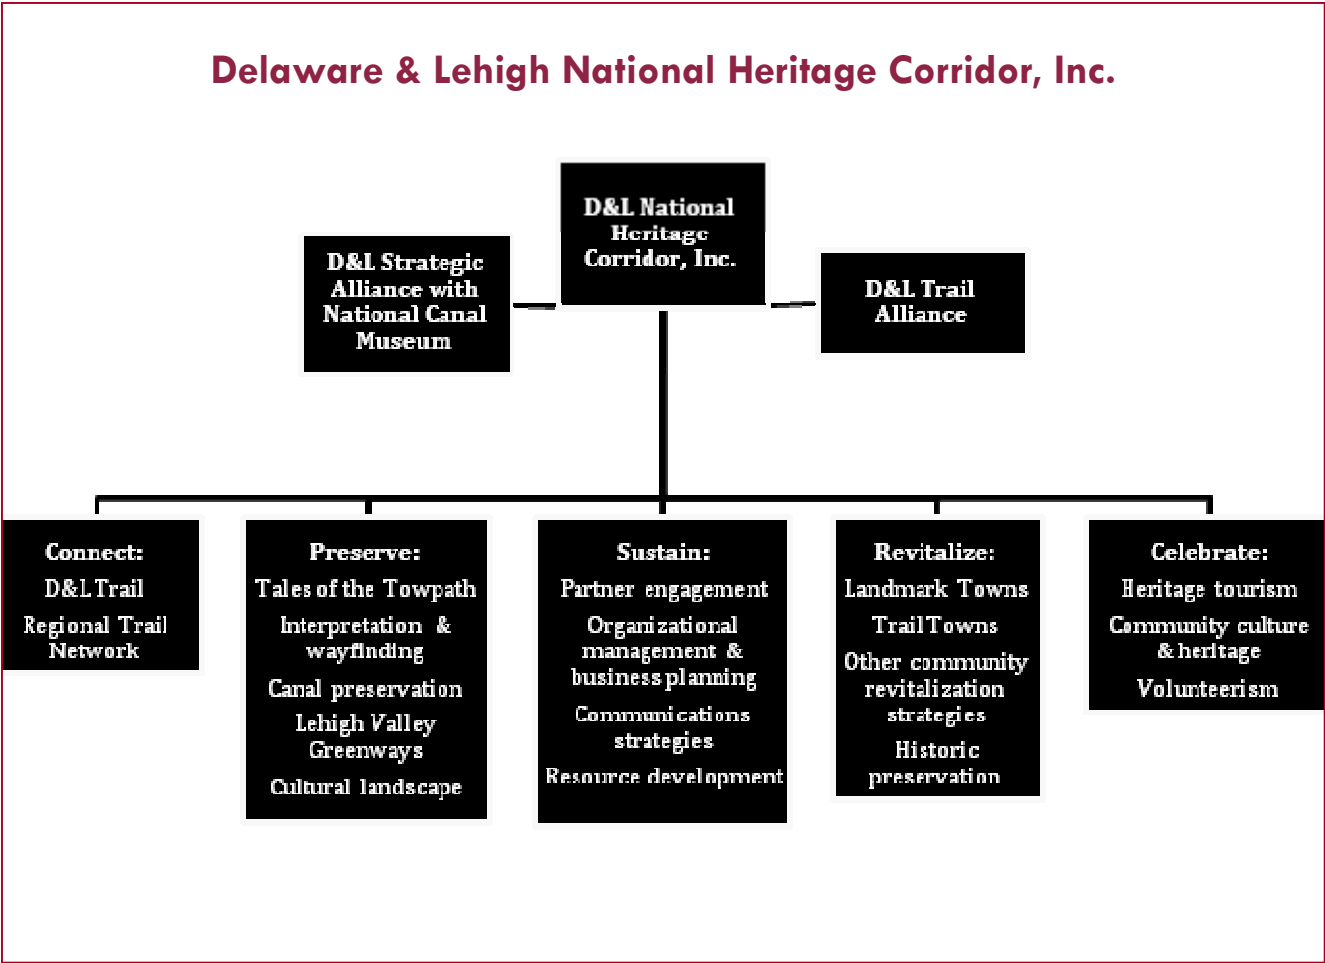 Delaware & Lehigh National Heritage Corridor, Inc.
D&L National
Heritage
Corridor, Inc.
D&L Strategic
Alliance with
National Canal
Museum
D&L Trail
Alliance
Connect:
D&L Trail
Regional Trail
Network
Preserve:
Tales of the Towpath
Interpretation &
wayfinding
Canal preservation
Lehigh Valley
Greenways
Cultural landscape
Sustain:
Partner engagement
Organizational
management &
business planning
Communications
strategies
Resource development
Revitalize:
Landmark Towns
Trail Towns
Other community
revitalization
strategies
Historic
preservation
Celebrate:
Heritage tourism
Community culture
& heritage
Volunteerism